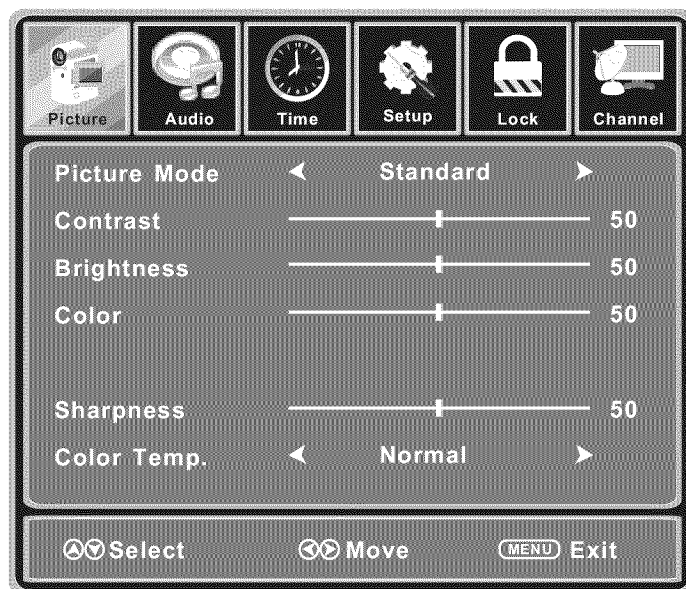 Picture Audio Time Setup Lock Channel
Picture Mode Standard
Contrast 50
Brightness 50
Color 50
Sharpness 50
Color Temp. Normal
Select Move MENU Exit